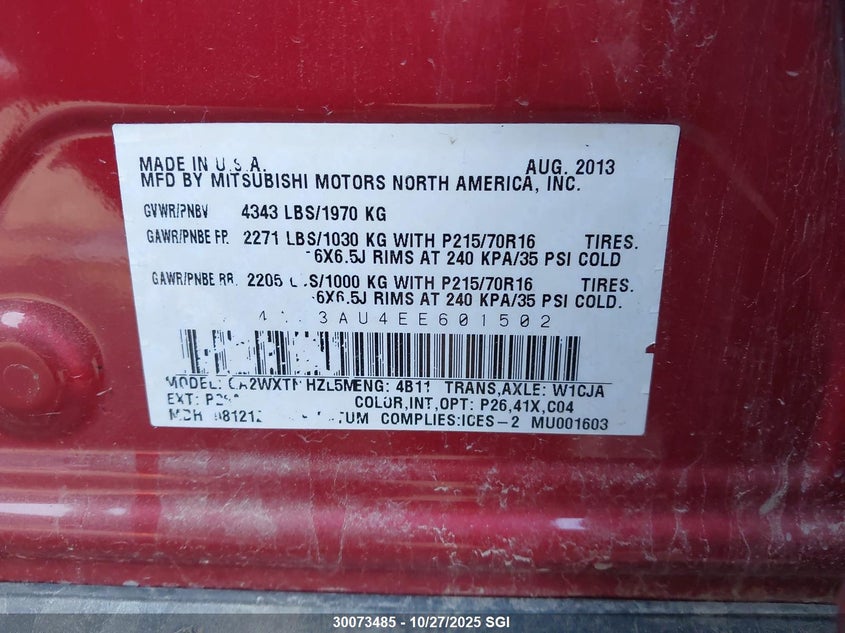 MADE IN U.S.A. AUG. 2013
MFD BY MITSUBISHI MOTORS NORTH AMERICA, INC.
GVWR/PNBV 4343 LBS/1970 KG
GAWR/PNBE FR. 2271 LBS/1030 KG WITH P215/70R16 TIRES.
6X6.5J RIMS AT 240 KPA/35 PSI COLD
GAWR/PNBE RR. 2205 LBS/1000 KG WITH P215/70R16 TIRES.
6X6.5J RIMS AT 240 KPA/35 PSI COLD.
4 3AU4EE601502
MODEL: ENG: 4B11 TRANS,AXLE: W1CJA
EXT: COLOR,INT,OPT: P26,41X,C04
COMPLIES:ICES-2 MU001603
30073485 - 10/27/2025 SGI